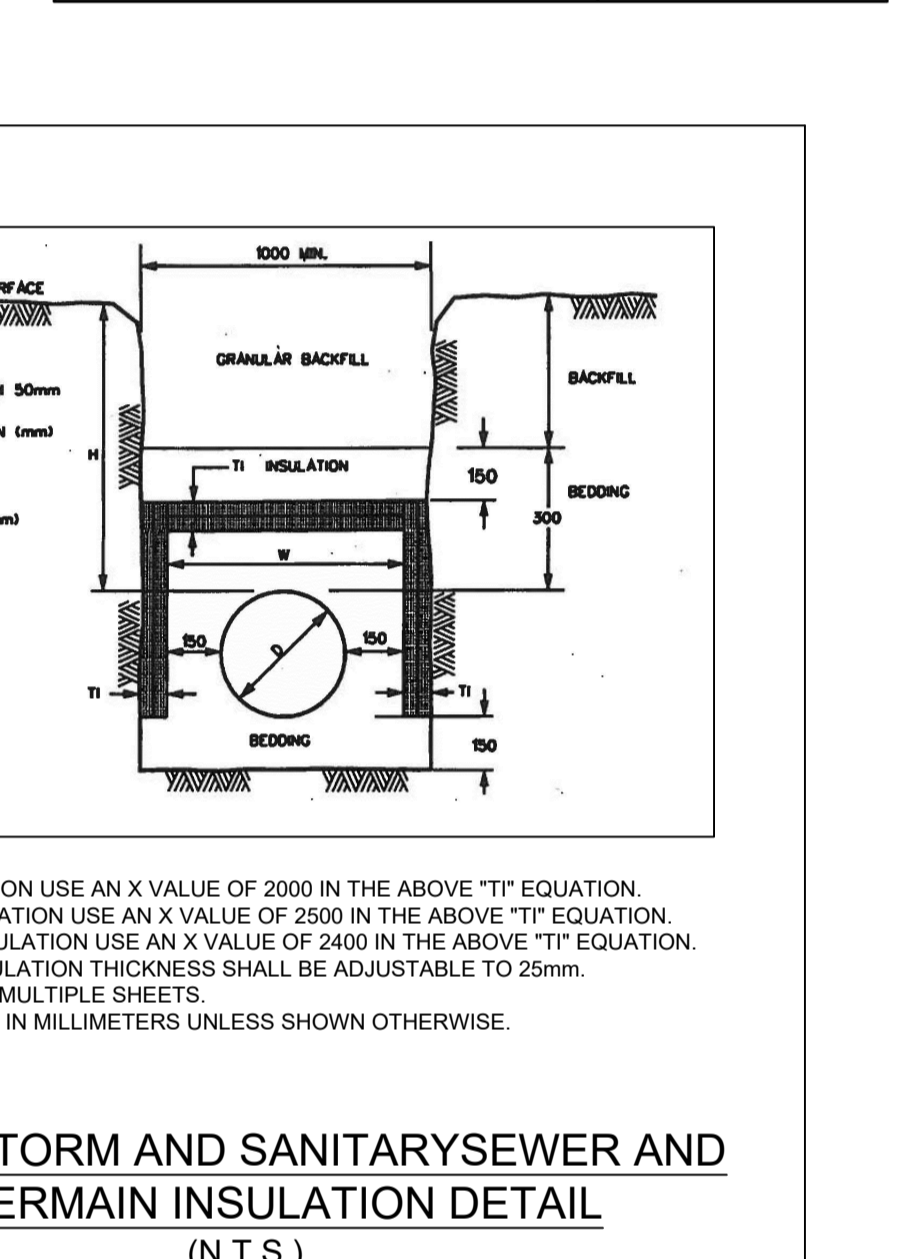 1000 MIN.
RFACE
GRANULAR BACKFILL
BACKFILL
50mm
N (mm)
H
TI INSULATION
150
BEDDING
m)
300
W
150
D
150
TI
TI
BEDDING
150
ON USE AN X VALUE OF 2000 IN THE ABOVE "TI" EQUATION.
ATION USE AN X VALUE OF 2500 IN THE ABOVE "TI" EQUATION.
ULATION USE AN X VALUE OF 2400 IN THE ABOVE "TI" EQUATION.
ULATION THICKNESS SHALL BE ADJUSTABLE TO 25mm.
MULTIPLE SHEETS.
IN MILLIMETERS UNLESS SHOWN OTHERWISE.
TORM AND SANITARYSEWER AND
ERMAIN INSULATION DETAIL
(N.T.S.)